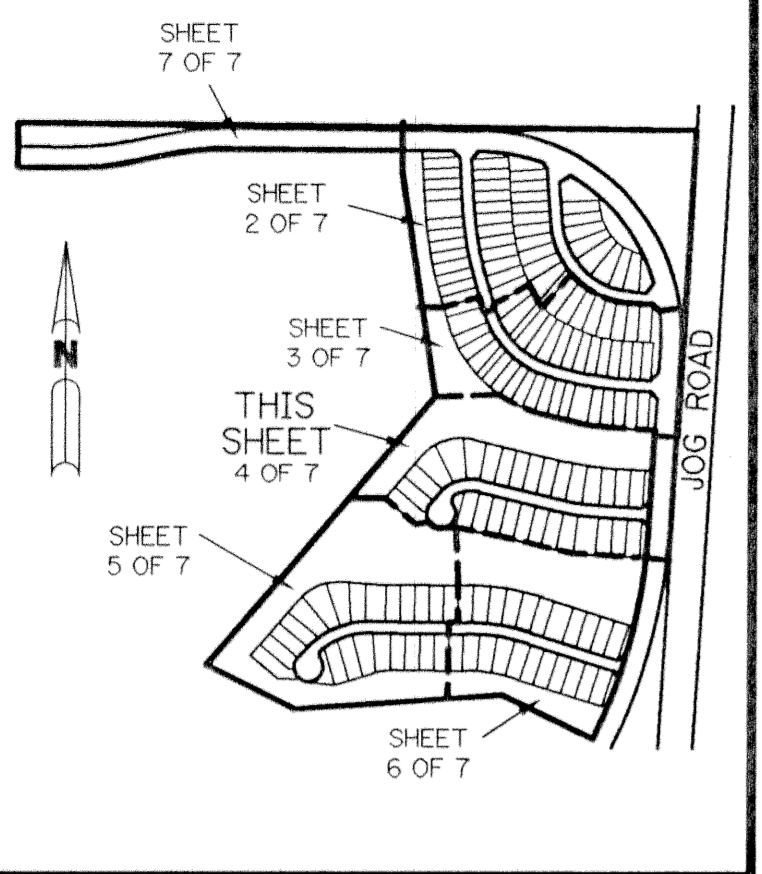 SHEET
7 OF 7
SHEET
2 OF 7
SHEET
3 OF 7
N
THIS
SHEET
4 OF 7
JOG ROAD
SHEET
5 OF 7
SHEET
6 OF 7